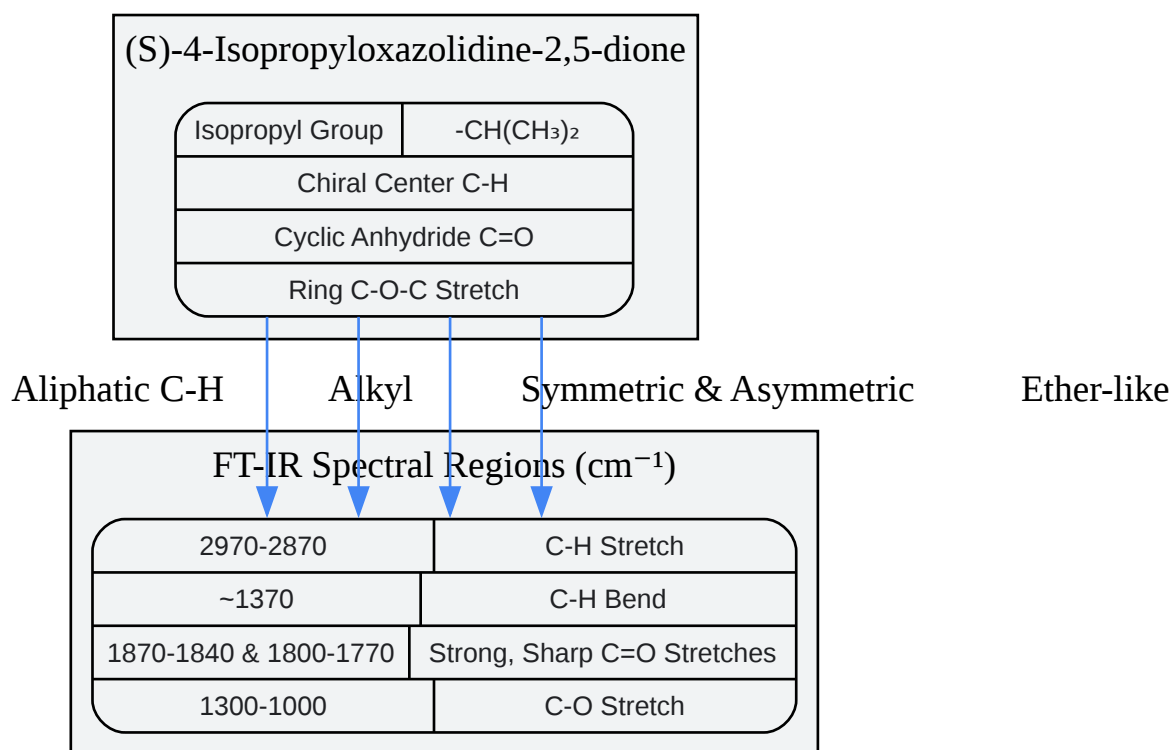 (S)-4-Isopropyloxazolidine-2,5-dione
Isopropyl Group -CH(CH₃)₂
Chiral Center C-H
Cyclic Anhydride C=O
Ring C-O-C Stretch
Aliphatic C-H Alkyl Symmetric & Asymmetric Ether-like
FT-IR Spectral Regions (cm⁻¹)
2970-2870 C-H Stretch
~1370 C-H Bend
1870-1840 & 1800-1770 Strong, Sharp C=O Stretches
1300-1000 C-O Stretch